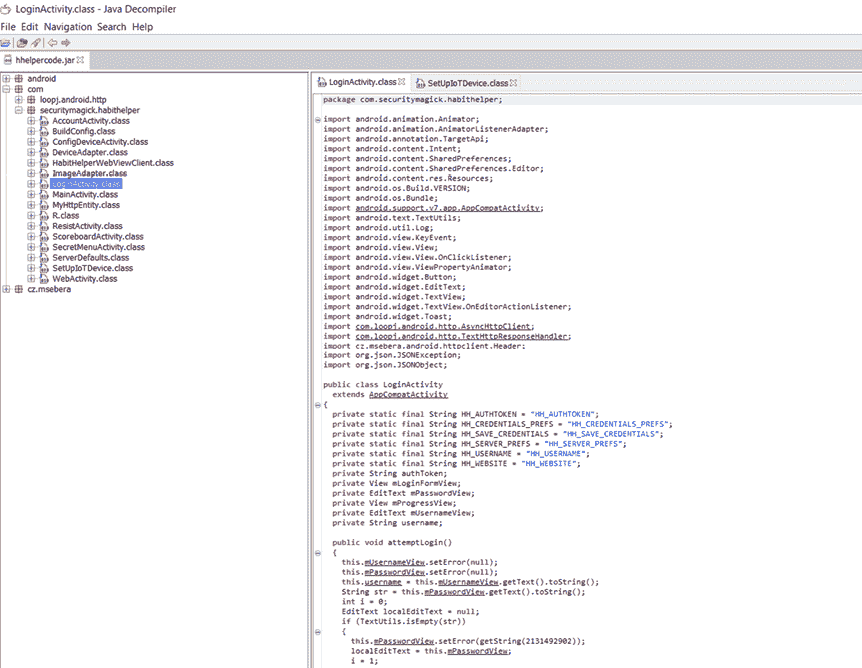 LoginActivity.class - Java Decompiler
File Edit Navigation Search Help
hhelpercode.jar
android
com
loopj.android.http
securitymagick.habithelper
AccountActivity.class
BuildConfig.class
ConfigDeviceActivity.class
DeviceAdapter.class
HabitHelperWebViewClient.class
ImageAdapter.class
LoginActivity.class
MainActivity.class
MyHttpEntity.class
R.class
ResistActivity.class
ScoreboardActivity.class
SecretMenuActivity.class
ServerDefaults.class
SetUpIoTDevice.class
WebActivity.class
cz.msebera
LoginActivity.class SetUpIoTDevice.class
package com.securitymagick.habithelper;
import android.animation.Animator;
import android.animation.AnimatorListenerAdapter;
import android.annotation.TargetApi;
import android.content.Intent;
import android.content.SharedPreferences;
import android.content.SharedPreferences.Editor;
import android.content.res.Resources;
import android.os.Build.VERSION;
import android.os.Bundle;
import android.support.v7.app.AppCompatActivity;
import android.text.TextUtils;
import android.util.Log;
import android.view.KeyEvent;
import android.view.View;
import android.view.View.OnClickListener;
import android.view.ViewPropertyAnimator;
import android.widget.Button;
import android.widget.EditText;
import android.widget.TextView;
import android.widget.TextView.OnEditorActionListener;
import android.widget.Toast;
import com.loopj.android.http.AsyncHttpClient;
import com.loopj.android.http.TextHttpResponseHandler;
import cz.msebera.android.httpclient.Header;
import org.json.JSONException;
import org.json.JSONObject;
public class LoginActivity
extends AppCompatActivity
{
private static final String HH_AUTHTOKEN = "HH_AUTHTOKEN";
private static final String HH_CREDENTIALS_PREFS = "HH_CREDENTIALS_PREFS";
private static final String HH_SAVE_CREDENTIALS = "HH_SAVE_CREDENTIALS";
private static final String HH_SERVER_PREFS = "HH_SERVER_PREFS";
private static final String HH_USERNAME = "HH_USERNAME";
private static final String HH_WEBSITE = "HH_WEBSITE";
private String authToken;
private View mLoginFormView;
private EditText mPasswordView;
private View mProgressView;
private EditText mUsernameView;
private String username;
public void attemptLogin()
{
this.mUsernameView.setError(null);
this.mPasswordView.setError(null);
this.username = this.mUsernameView.getText().toString();
String str = this.mPasswordView.getText().toString();
int i = 0;
EditText localEditText = null;
if (TextUtils.isEmpty(str))
{
this.mPasswordView.setError(getString(2131492902));
localEditText = this.mPasswordView;
i = 1;